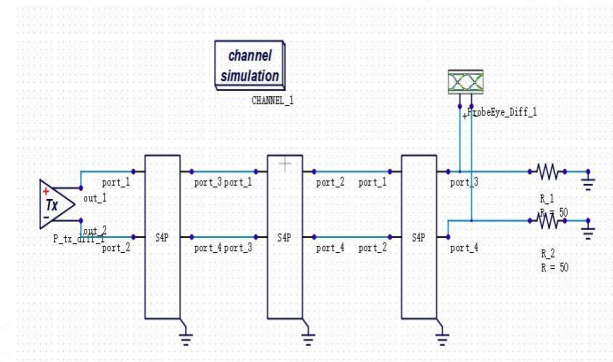 channel
simulation
CHANNEL_1
+ ProbeEye_Diff_1
port_1
port_3 port_1
port_2
port_1
port_3
+
Tx
-
out_1
out_2
P_tx_diff_1
port_2
S4P
port_4 port_3
S4P
port_4
port_2
S4P
port_4
R_1
R = 50
R_2
R = 50